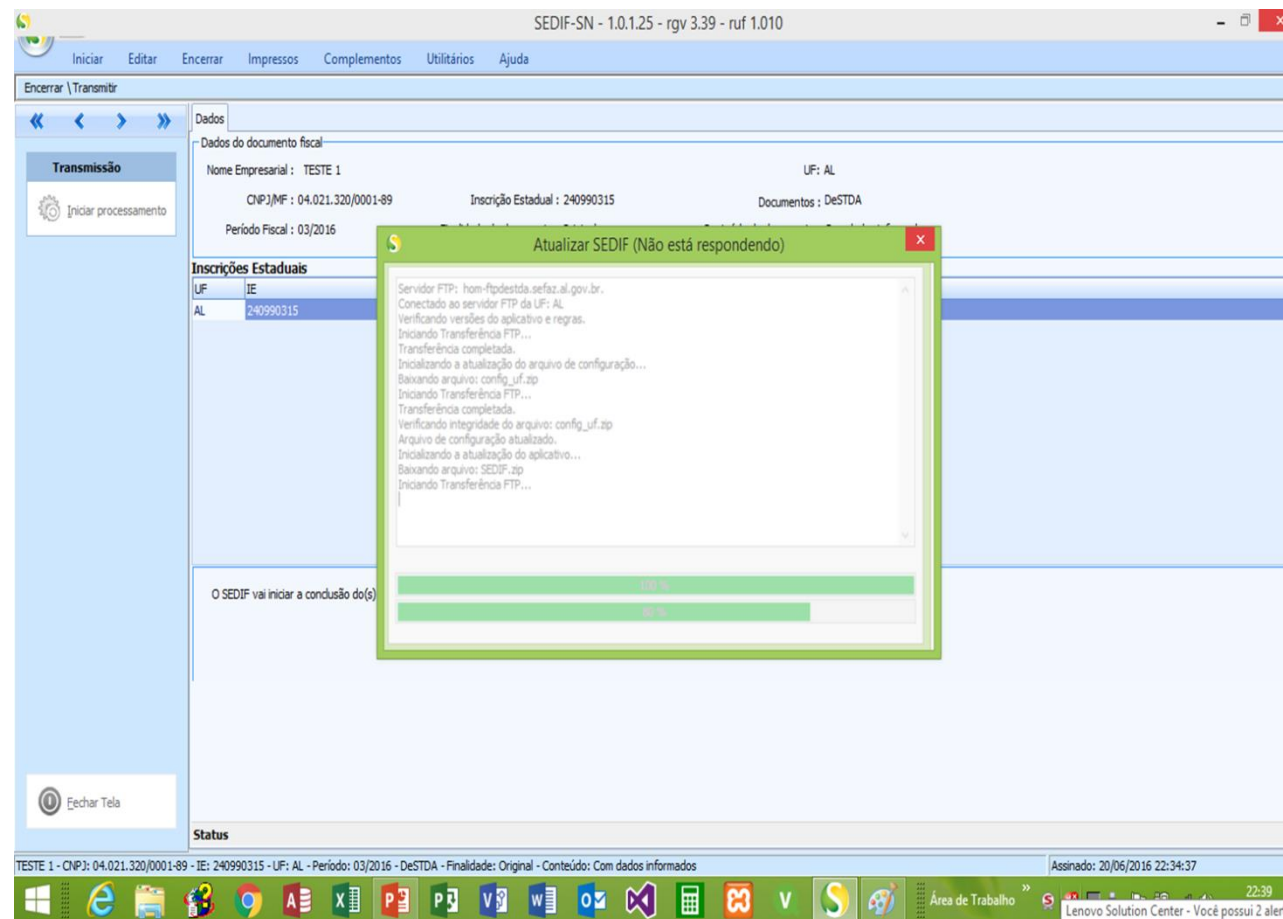 SEDIF-SN - 1.0.1.25 - rgv 3.39 - ruf 1.010
Iniciar Editar Encerrar Impressos Complementos Utilitários Ajuda
Encerrar \ Transmitir
Dados
Dados do documento fiscal
Transmissão
Nome Empresarial : TESTE 1 UF: AL
Iniciar processamento
CNPJ/MF : 04.021.320/0001-89 Inscrição Estadual : 240990315 Documentos : DeSTDA
Período Fiscal : 03/2016
Atualizar SEDIF (Não está respondendo)
Inscrições Estaduais
UF IE
AL 240990315
Servidor FTP: hom-ftpdestda.sefaz.al.gov.br.
Conectado ao servidor FTP da UF: AL
Verificando versões do aplicativo e regras.
Iniciando Transferência FTP...
Transferência completada.
Inicializando a atualização do arquivo de configuração...
Baixando arquivo: config_uf.zip
Iniciando Transferência FTP...
Transferência completada.
Verificando integridade do arquivo: config_uf.zip
Arquivo de configuração atualizado.
Inicializando a atualização do aplicativo...
Baixando arquivo: SEDIF.zip
Iniciando Transferência FTP...
100 %
80 %
O SEDIF vai iniciar a conclusão do(s)
Fechar Tela
Status
TESTE 1 - CNPJ: 04.021.320/0001-89 - IE: 240990315 - UF: AL - Período: 03/2016 - DeSTDA - Finalidade: Original - Conteúdo: Com dados informados
Assinado: 20/06/2016 22:34:37
Área de Trabalho
22:39
Lenovo Solution Center - Você possui 2 aler